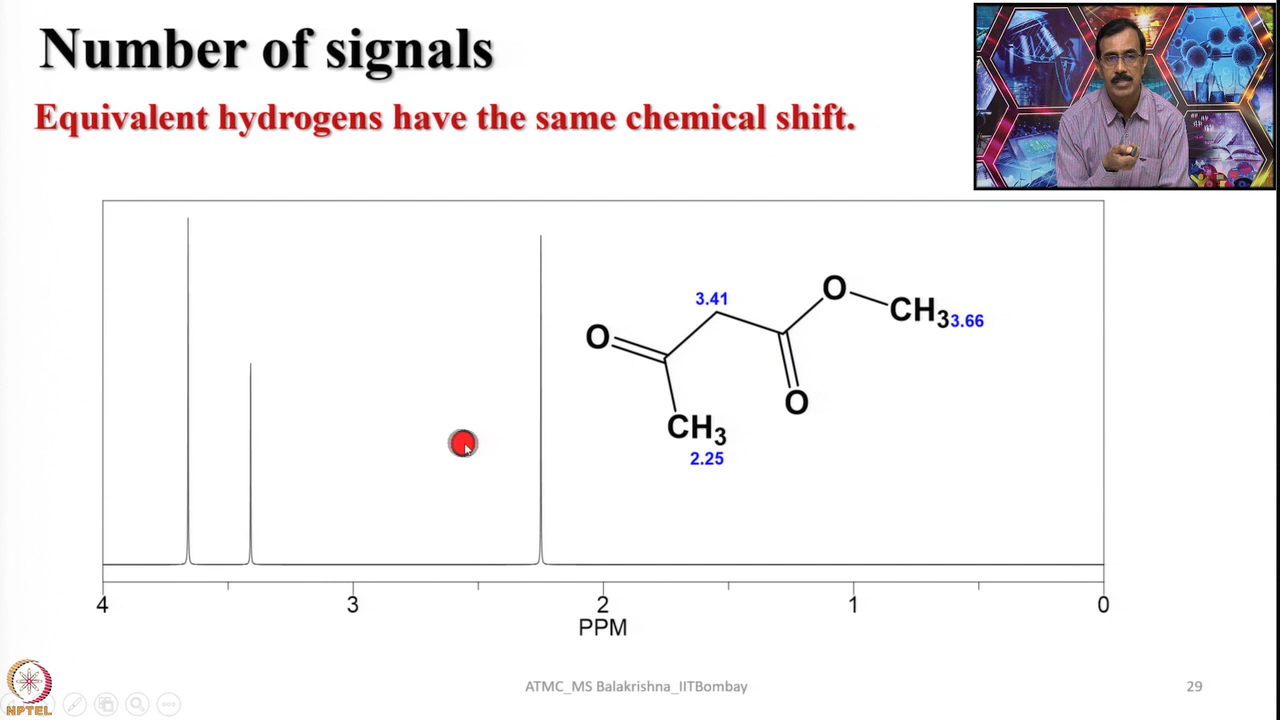 Number of signals
Equivalent hydrogens have the same chemical shift.
3.41
O
CH3 3.66
O
O
CH3
2.25
4 3 2 1 0
PPM
NPTEL
ATMC_MS Balakrishna_IITBombay
29